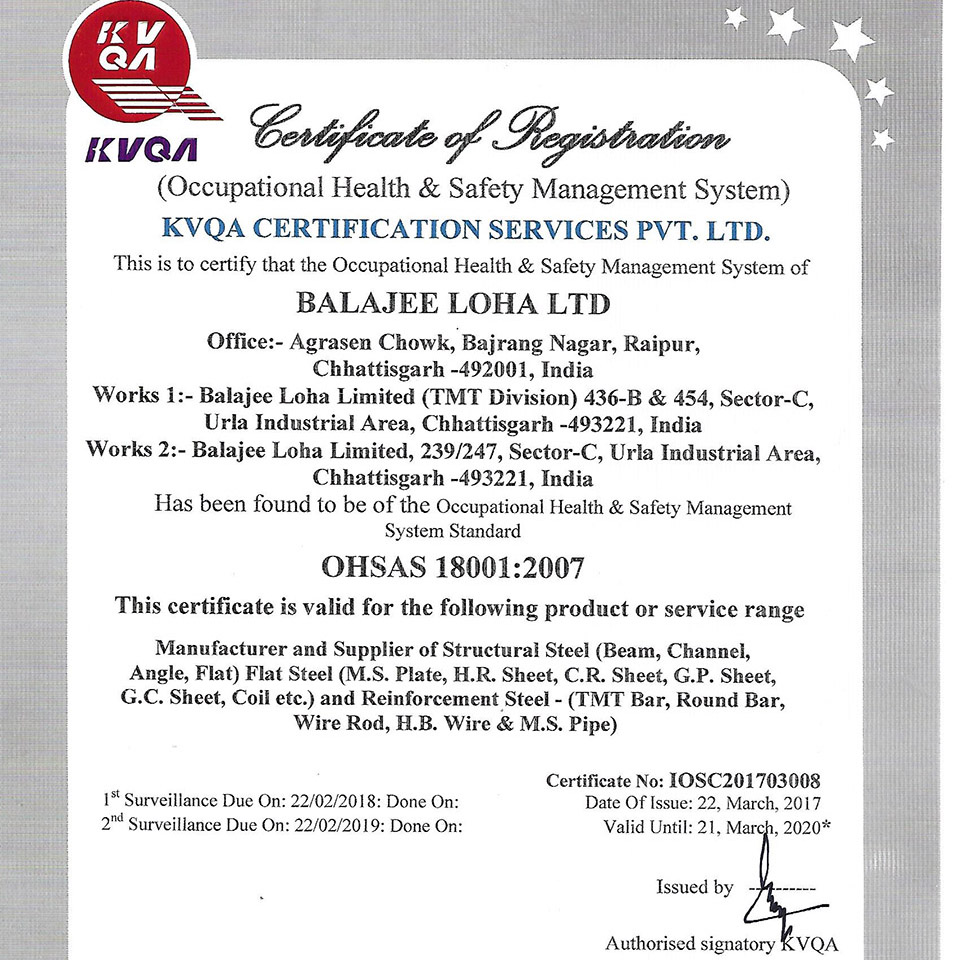 KV
QA
KVQA
Certificate of Registration
(Occupational Health & Safety Management System)
KVQA CERTIFICATION SERVICES PVT. LTD.
This is to certify that the Occupational Health & Safety Management System of
BALAJEE LOHA LTD
Office:- Agrasen Chowk, Bajrang Nagar, Raipur,
Chhattisgarh -492001, India
Works 1:- Balajee Loha Limited (TMT Division) 436-B & 454, Sector-C,
Urla Industrial Area, Chhattisgarh -493221, India
Works 2:- Balajee Loha Limited, 239/247, Sector-C, Urla Industrial Area,
Chhattisgarh -493221, India
Has been found to be of the Occupational Health & Safety Management
System Standard
OHSAS 18001:2007
This certificate is valid for the following product or service range
Manufacturer and Supplier of Structural Steel (Beam, Channel,
Angle, Flat) Flat Steel (M.S. Plate, H.R. Sheet, C.R. Sheet, G.P. Sheet,
G.C. Sheet, Coil etc.) and Reinforcement Steel - (TMT Bar, Round Bar,
Wire Rod, H.B. Wire & M.S. Pipe)
Certificate No: IOSC201703008
1st Surveillance Due On: 22/02/2018: Done On:
Date Of Issue: 22, March, 2017
2nd Surveillance Due On: 22/02/2019: Done On:
Valid Until: 21, March, 2020*
Issued by
Authorised signatory KVQA